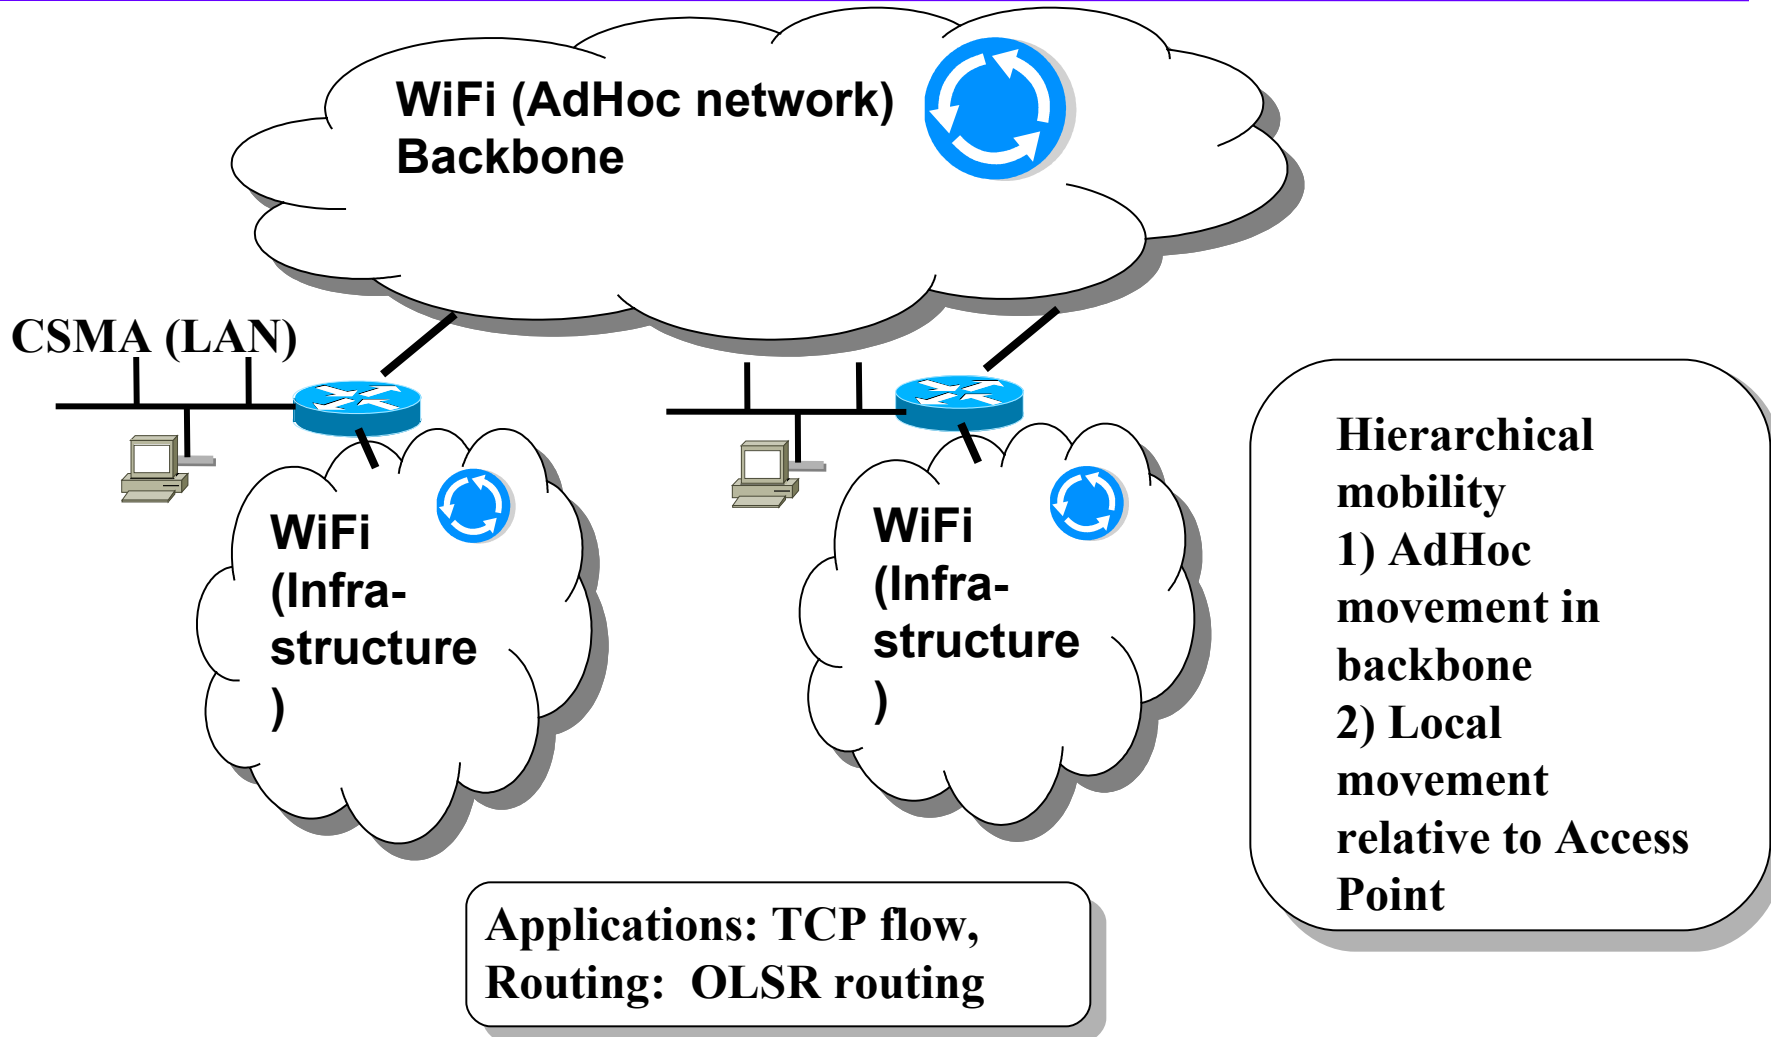 WiFi (AdHoc network)
Backbone
CSMA (LAN)
WiFi
(Infra-
structure
)
WiFi
(Infra-
structure
)
Hierarchical
mobility
1) AdHoc
movement in
backbone
2) Local
movement
relative to Access
Point
Applications: TCP flow,
Routing:  OLSR routing